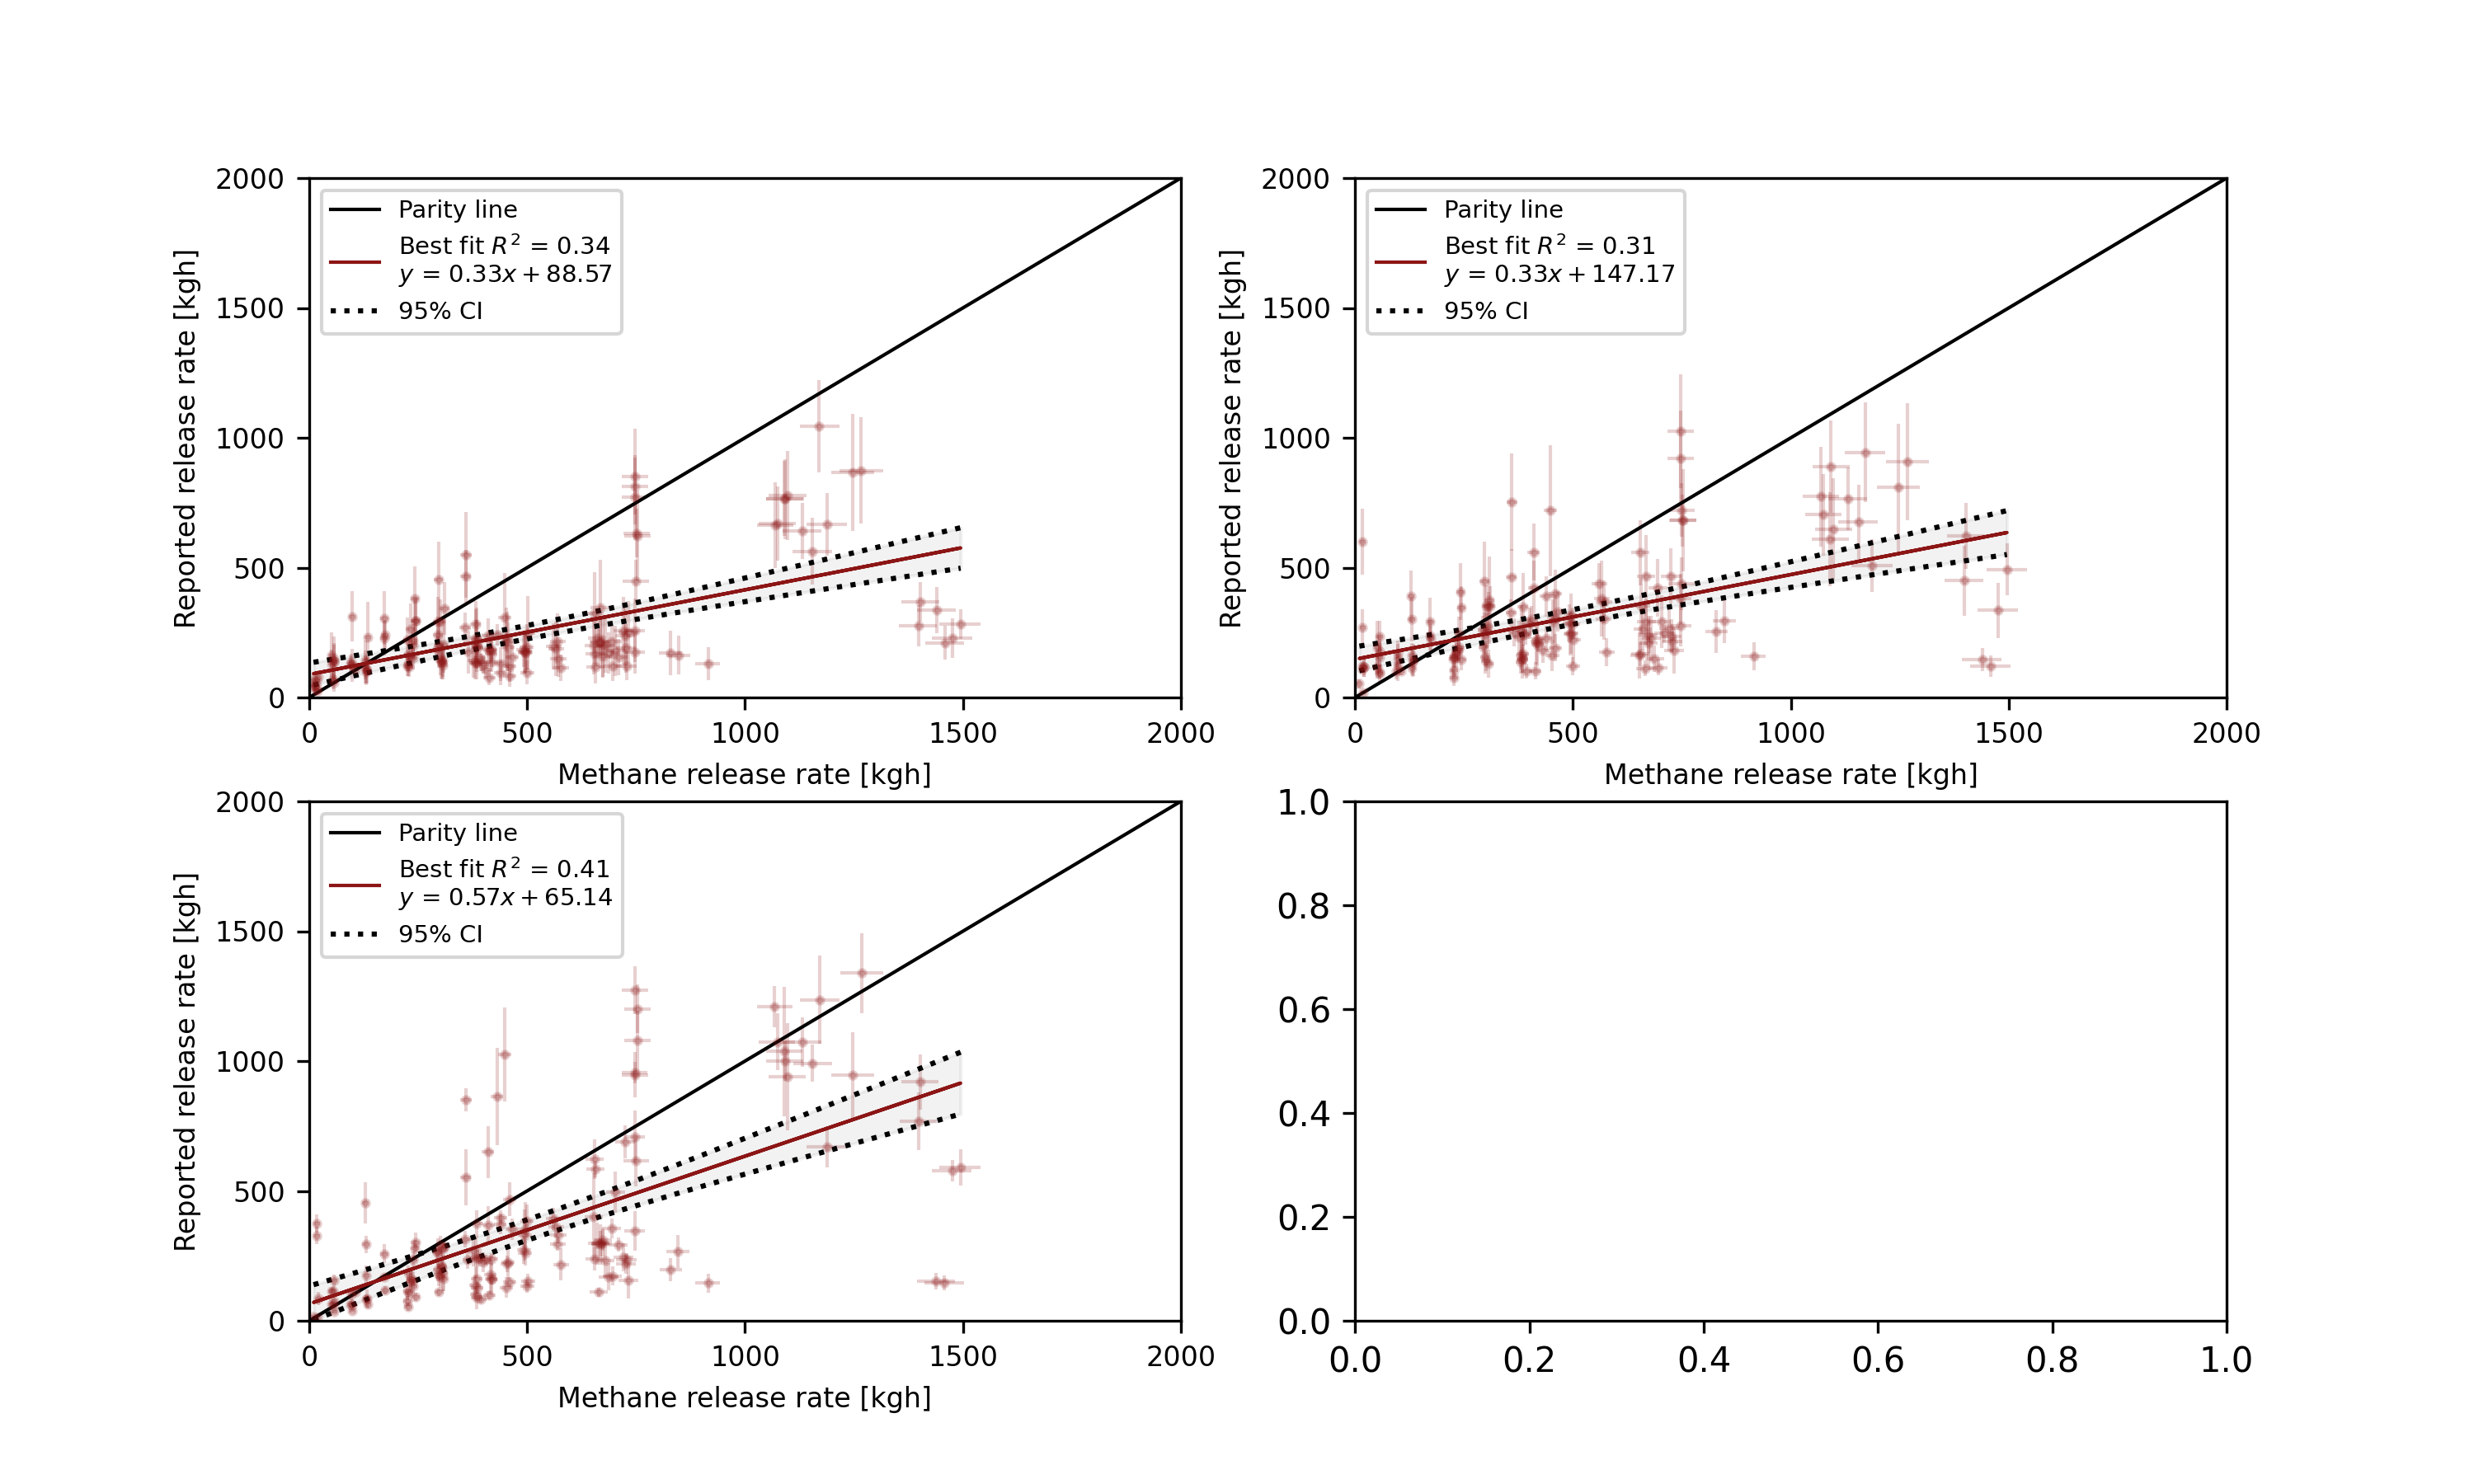 2000
1500
1000
500
0
Reported release rate [kgh]
Parity line
Best fit R² = 0.34
y = 0.33x + 88.57
95% CI
0 500 1000 1500 2000
Methane release rate [kgh]
2000
1500
1000
500
0
Reported release rate [kgh]
Parity line
Best fit R² = 0.31
y = 0.33x + 147.17
95% CI
0 500 1000 1500 2000
Methane release rate [kgh]
2000
1500
1000
500
0
Reported release rate [kgh]
Parity line
Best fit R² = 0.41
y = 0.57x + 65.14
95% CI
0 500 1000 1500 2000
Methane release rate [kgh]
1.0
0.8
0.6
0.4
0.2
0.0
0.0 0.2 0.4 0.6 0.8 1.0